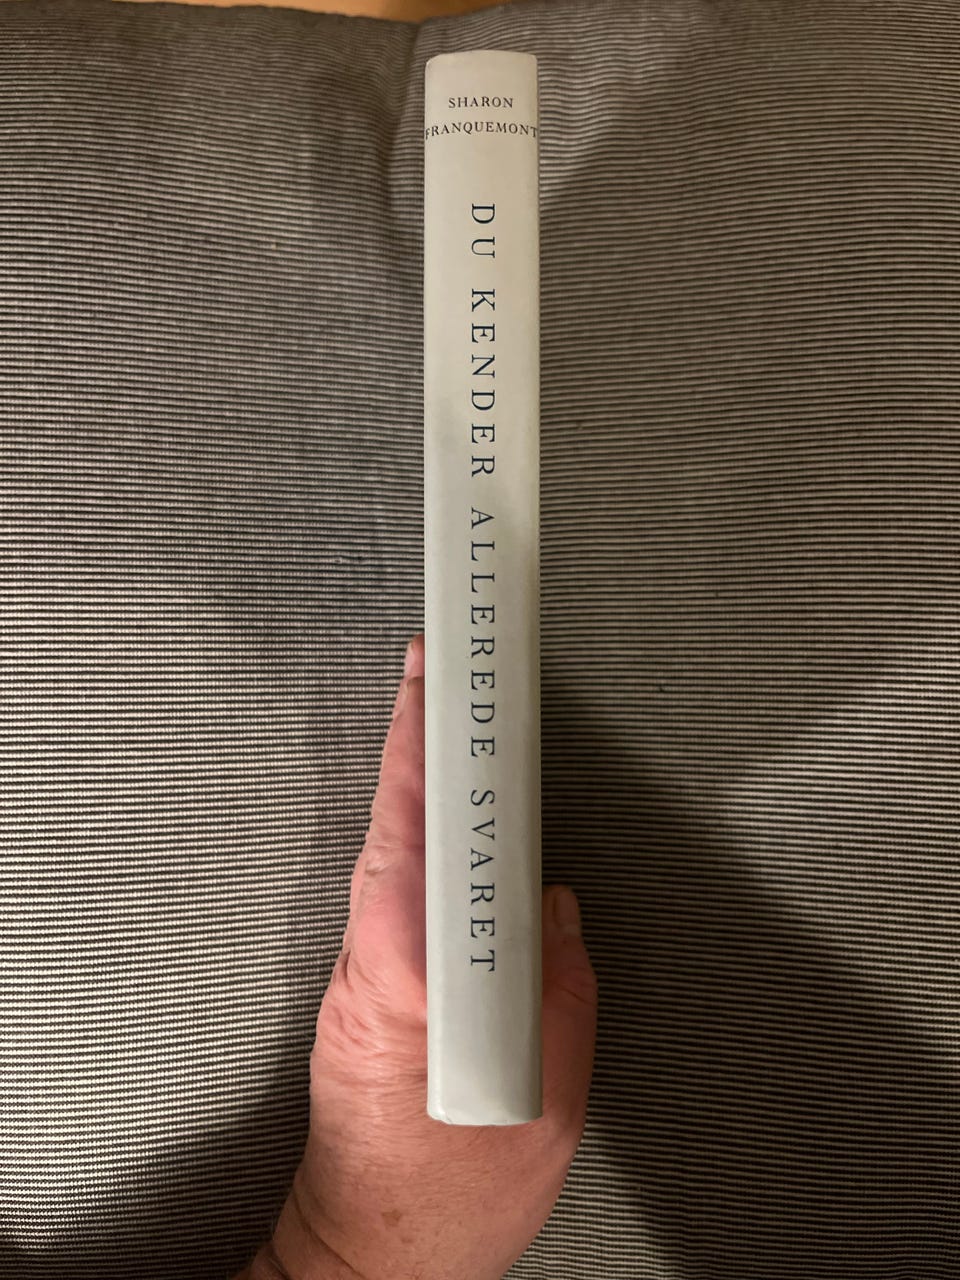 SHARON
FRANQUEMONT
DU KENDER ALLEREDE SVARET